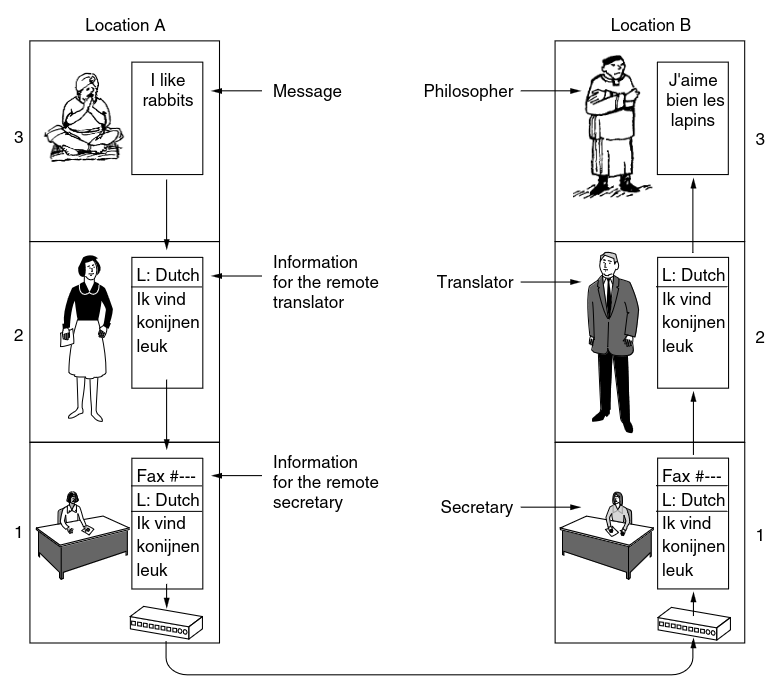 Location A
Location B
3
I like
rabbits
Message
Philosopher
J'aime
bien les
lapins
3
2
L: Dutch
Ik vind
konijnen
leuk
Information
for the remote
translator
Translator
L: Dutch
Ik vind
konijnen
leuk
2
1
Fax #---
L: Dutch
Ik vind
konijnen
leuk
Information
for the remote
secretary
Secretary
Fax #---
L: Dutch
Ik vind
konijnen
leuk
1